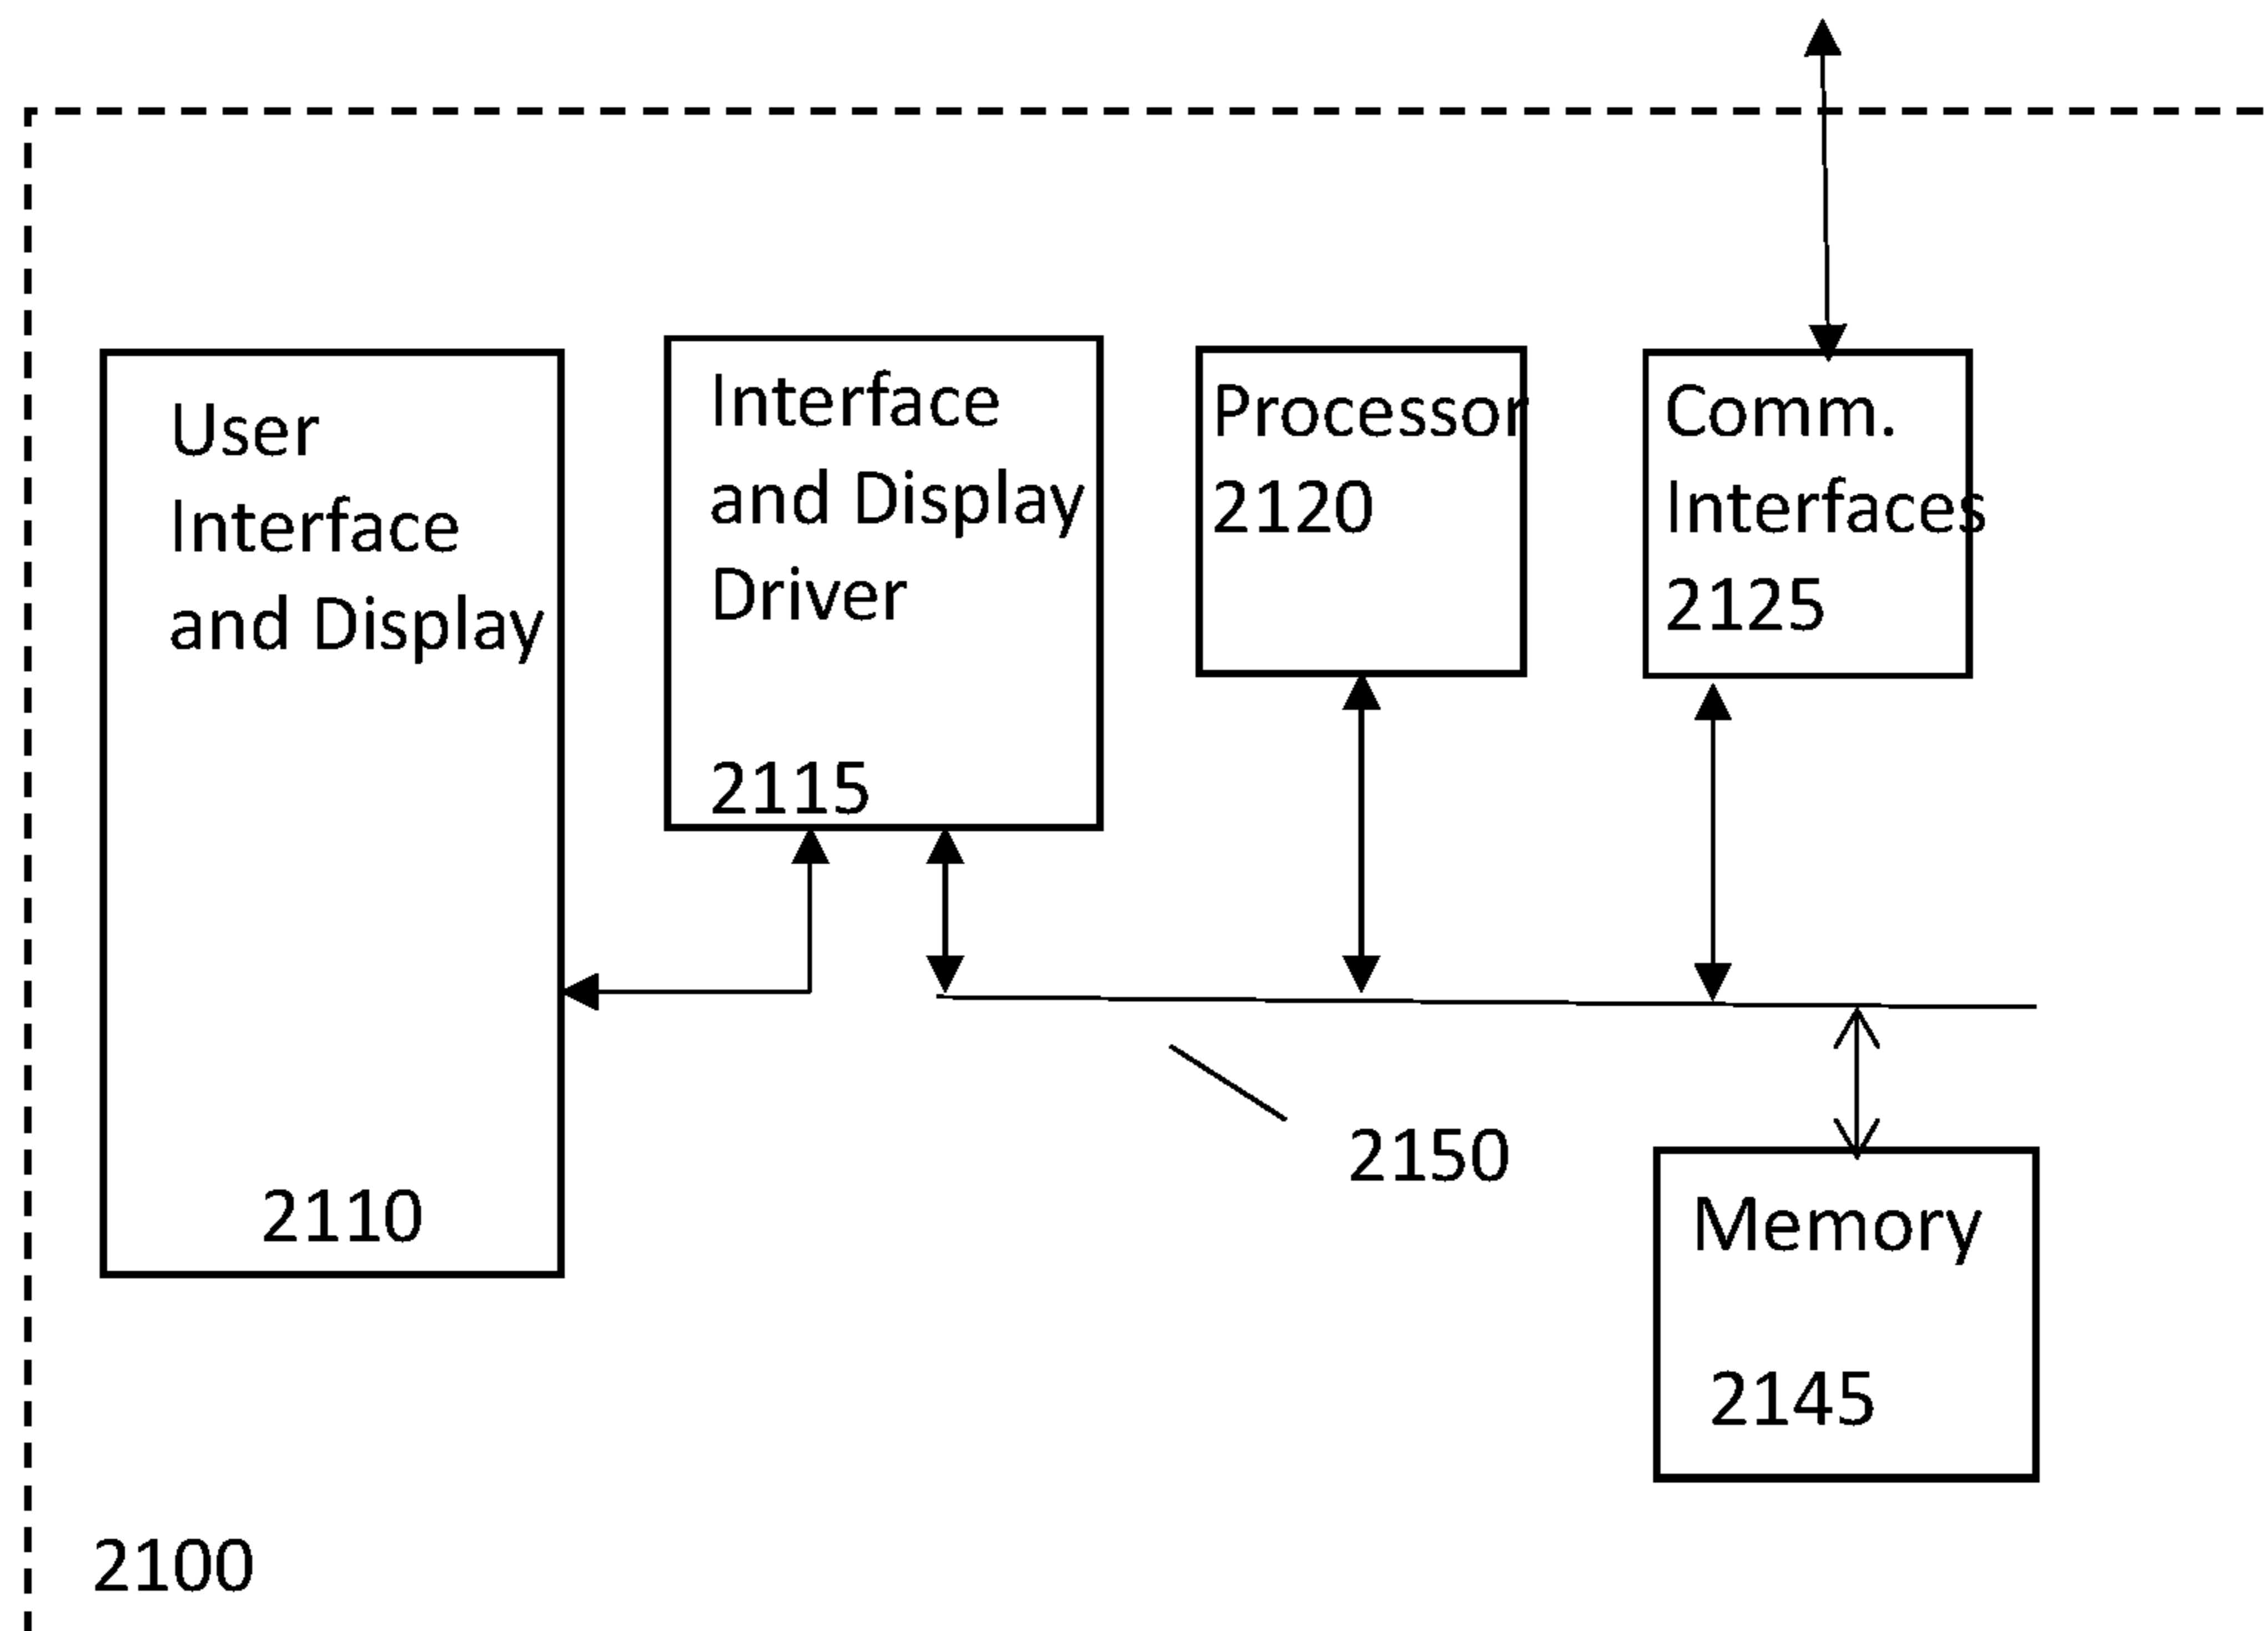 User
Interface
and Display
2110
Interface
and Display
Driver
2115
Processor
2120
Comm.
Interfaces
2125
2150
Memory
2145
2100